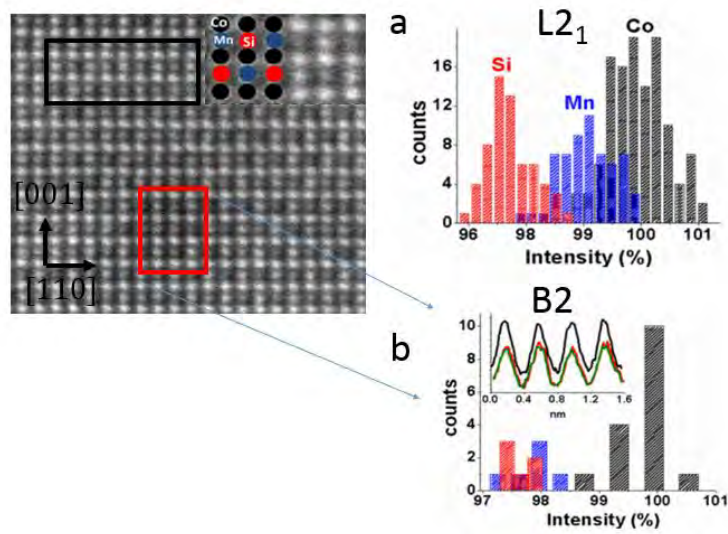 Co
Mn Si
[001]
[110]
a
L2₁
Si
Mn
Co
counts
16
12
8
4
0
96 97 98 99 100 101
Intensity (%)
b
B2
counts
10
8
6
4
2
0
0.0 0.4 0.8 1.2 1.6
nm
97 98 99 100 101
Intensity (%)